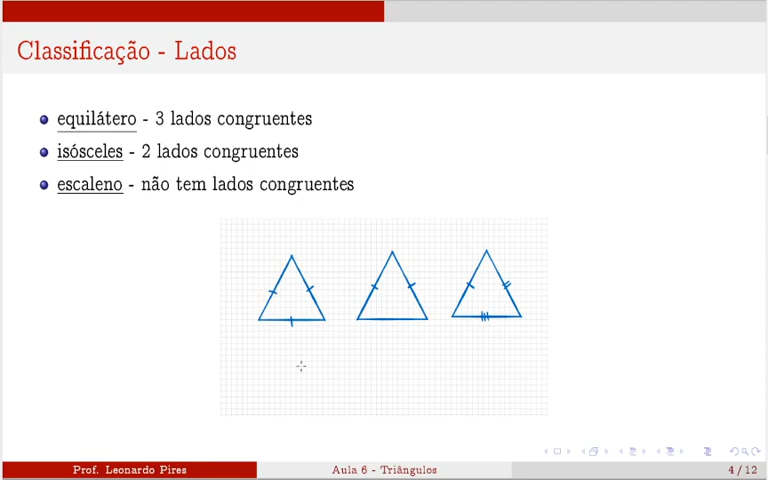 Classificação - Lados
equilátero - 3 lados congruentes
isósceles - 2 lados congruentes
escaleno - não tem lados congruentes
Prof. Leonardo Pires
Aula 6 - Triângulos
4 / 12